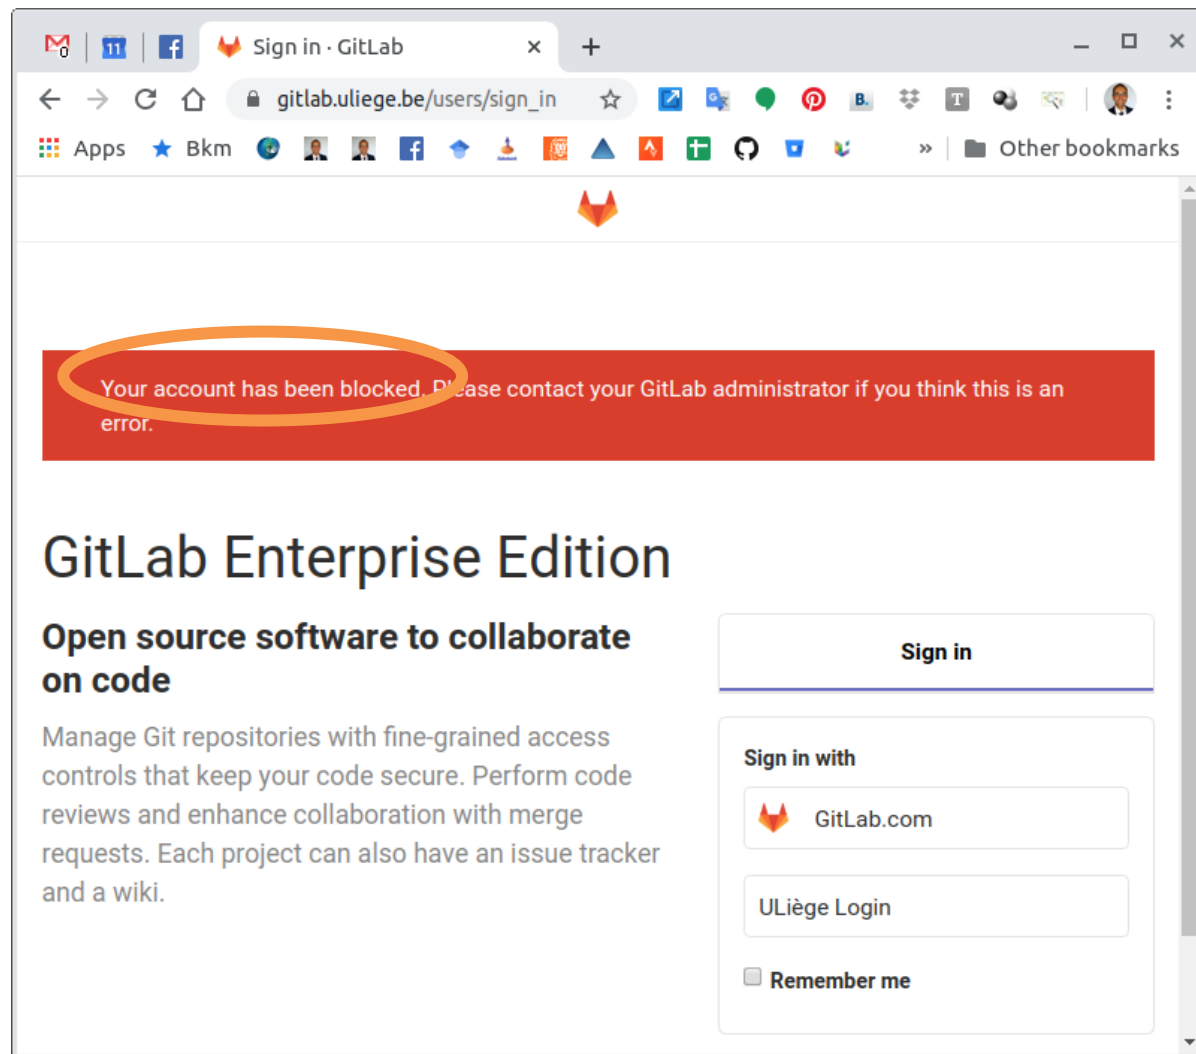 Sign in · GitLab
gitlab.uliege.be/users/sign_in
Apps Bkm » Other bookmarks
Your account has been blocked. Please contact your GitLab administrator if you think this is an
error.
GitLab Enterprise Edition
Open source software to collaborate
on code
Manage Git repositories with fine-grained access
controls that keep your code secure. Perform code
reviews and enhance collaboration with merge
requests. Each project can also have an issue tracker
and a wiki.
Sign in
Sign in with
GitLab.com
ULiège Login
Remember me